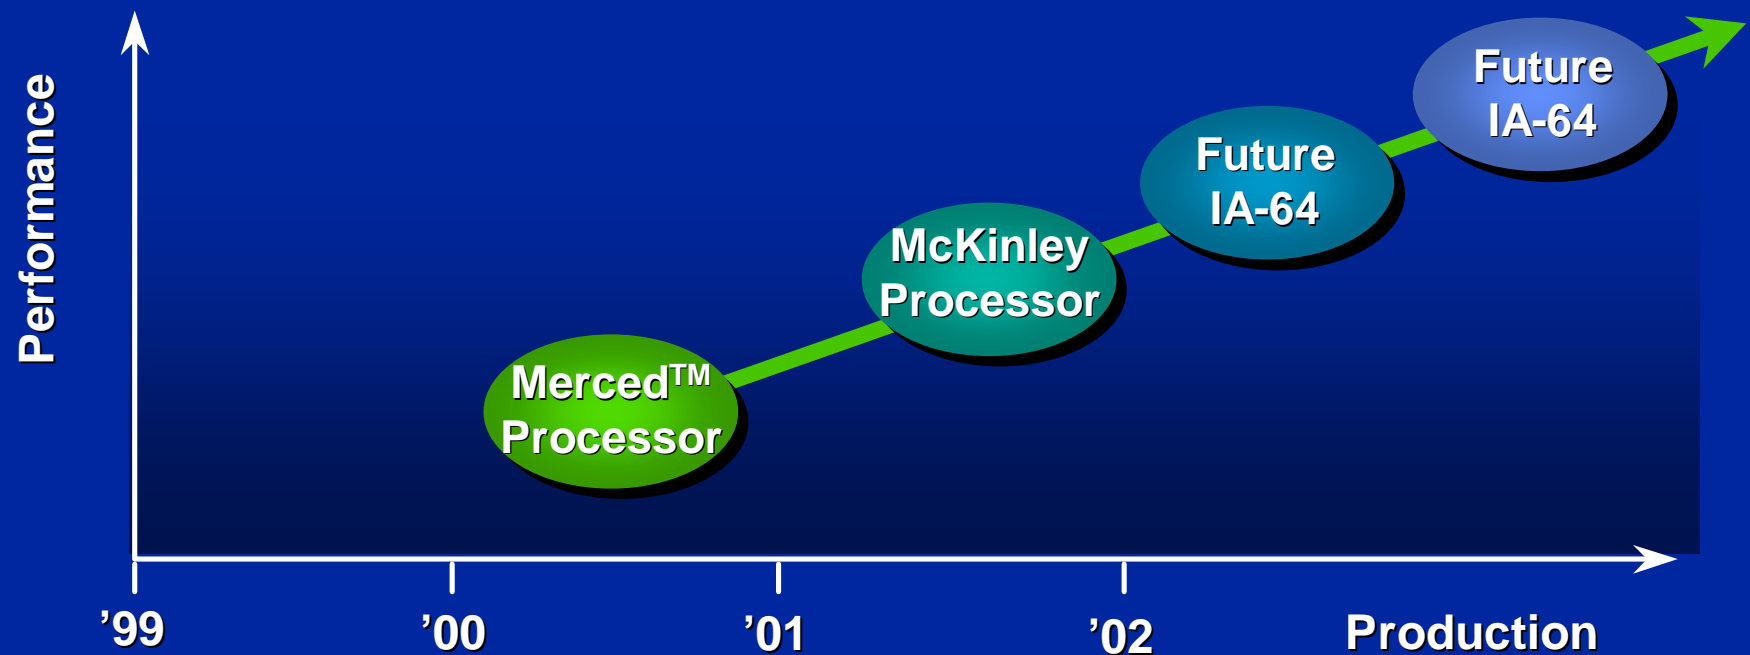 Performance
Future
IA-64
Future
IA-64
McKinley
Processor
Merced™
Processor
’99
’00
’01
’02
Production